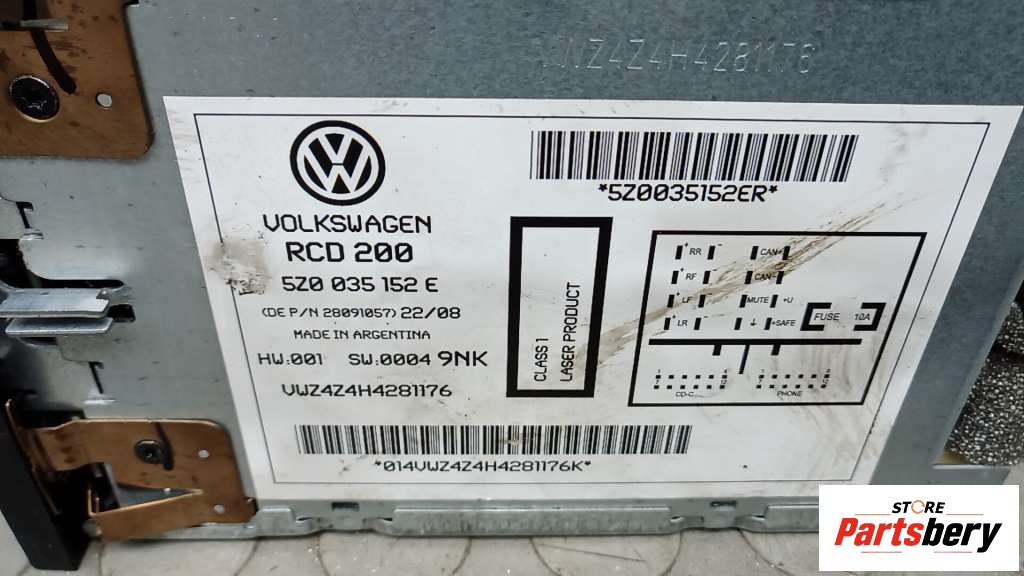 VWZ4Z4H4281176
VW
VOLKSWAGEN
RCD 200
5Z0 035 152 E
(DE P/N 28091057) 22/08
MADE IN ARGENTINA
HW.001 SW.0004 9NK
VWZ4Z4H4281176
*5Z0035152ER*
CLASS 1
LASER PRODUCT
+ RR - CAN+
+ RF - CAN-
+ LF - MUTE +U
+ LR - ↓ +SAFE
FUSE 10A
CD-C
PHONE
*014VWZ4Z4H4281176K*
STORE
Partsbery